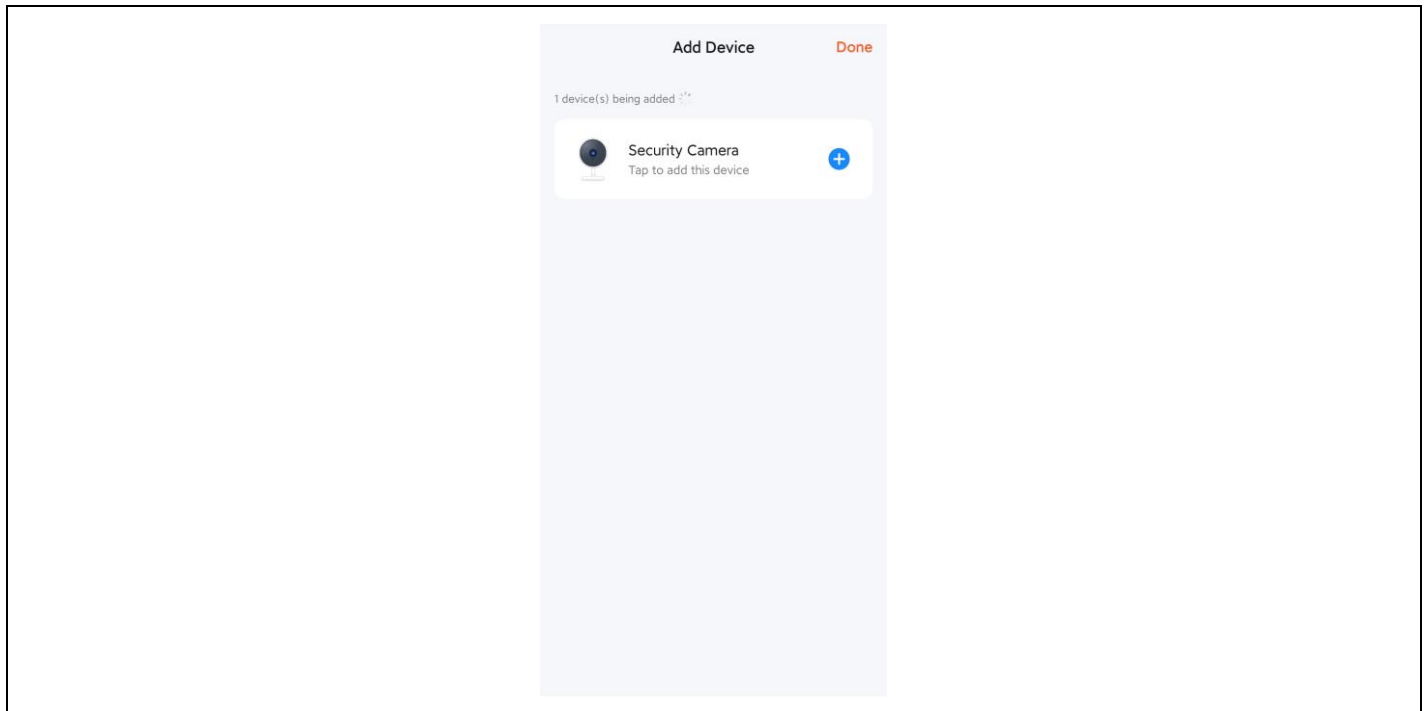 Add Device
Done
1 device(s) being added
Security Camera
Tap to add this device